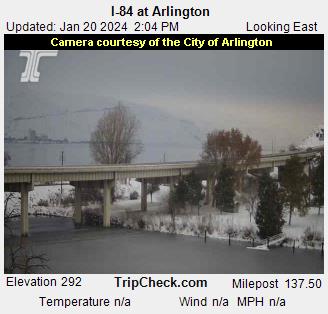 I-84 at Arlington
Updated: Jan 20 2024 2:04 PM Looking East
Camera courtesy of the City of Arlington
Elevation 292 TripCheck.com Milepost 137.50
Temperature n/a Wind n/a MPH n/a